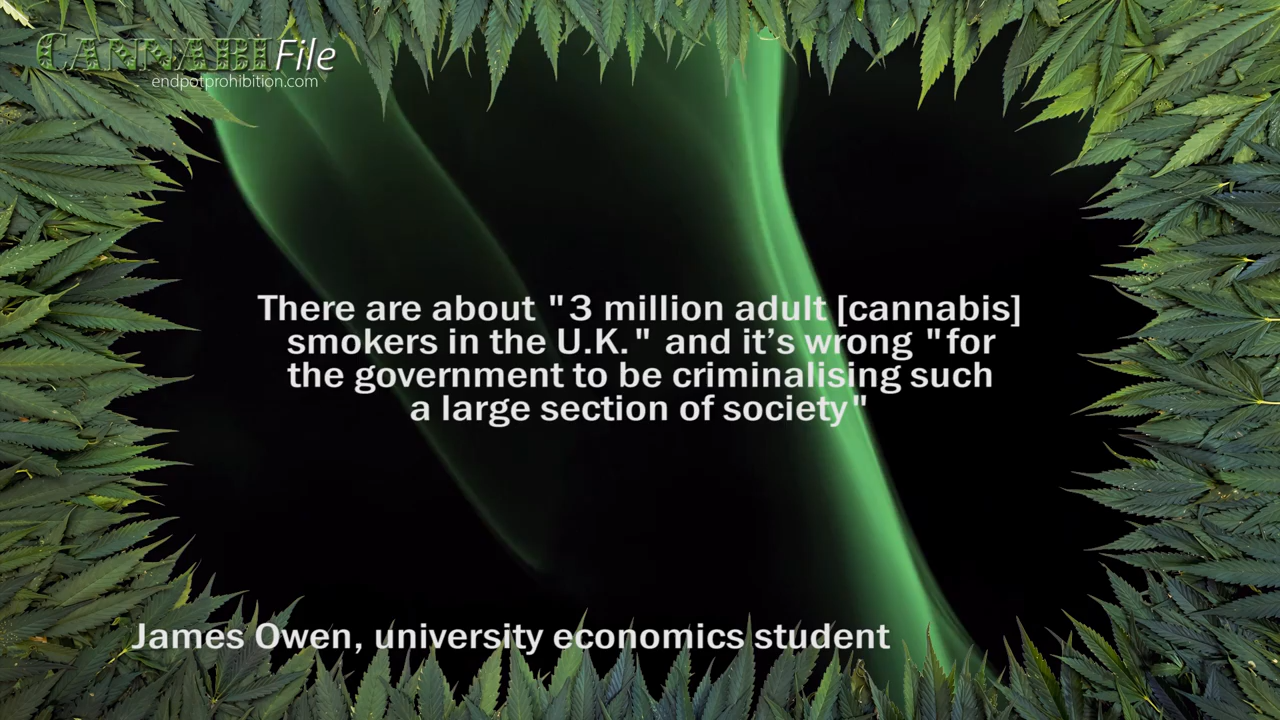 CANNABIFile
endpotprohibition.com
There are about "3 million adult [cannabis]
smokers in the U.K." and it’s wrong "for
the government to be criminalising such
a large section of society"
James Owen, university economics student